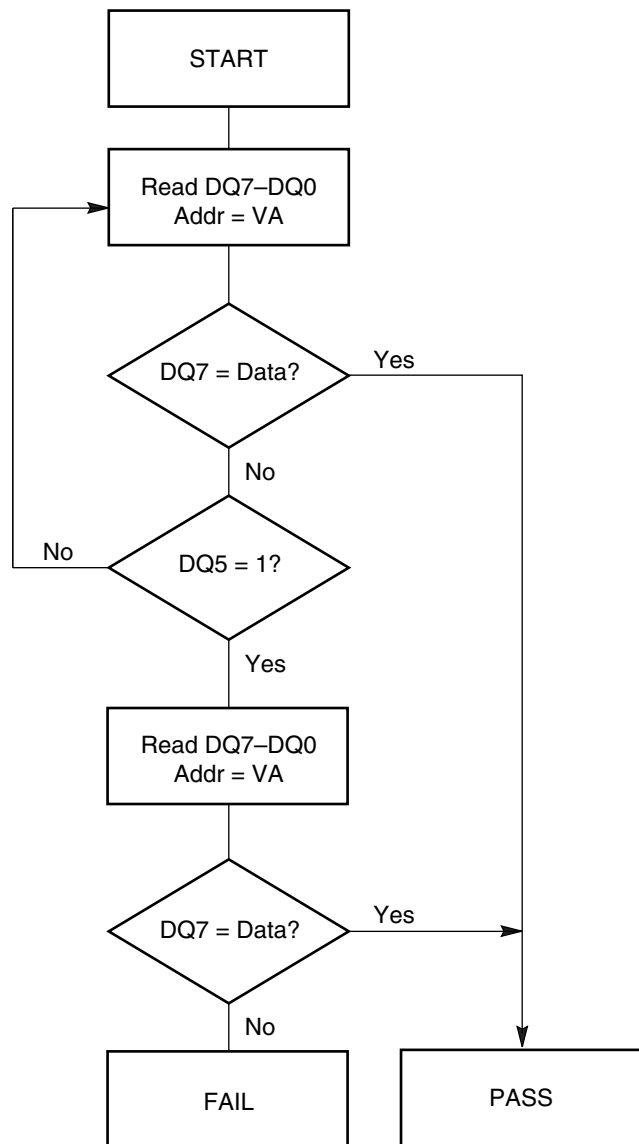 START
Read DQ7–DQ0
Addr = VA
DQ7 = Data?
Yes
No
No
DQ5 = 1?
Yes
Read DQ7–DQ0
Addr = VA
DQ7 = Data?
Yes
No
FAIL
PASS